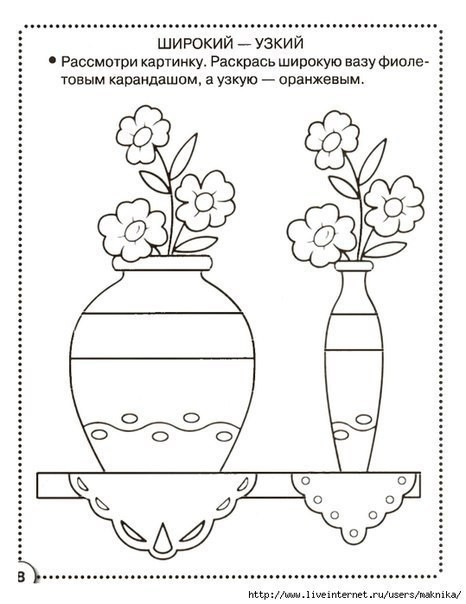 ШИРОКИЙ — УЗКИЙ
• Рассмотри картинку. Раскрась широкую вазу фиоле-
товым карандашом, а узкую — оранжевым.
8
http://www.liveinternet.ru/users/maknika/